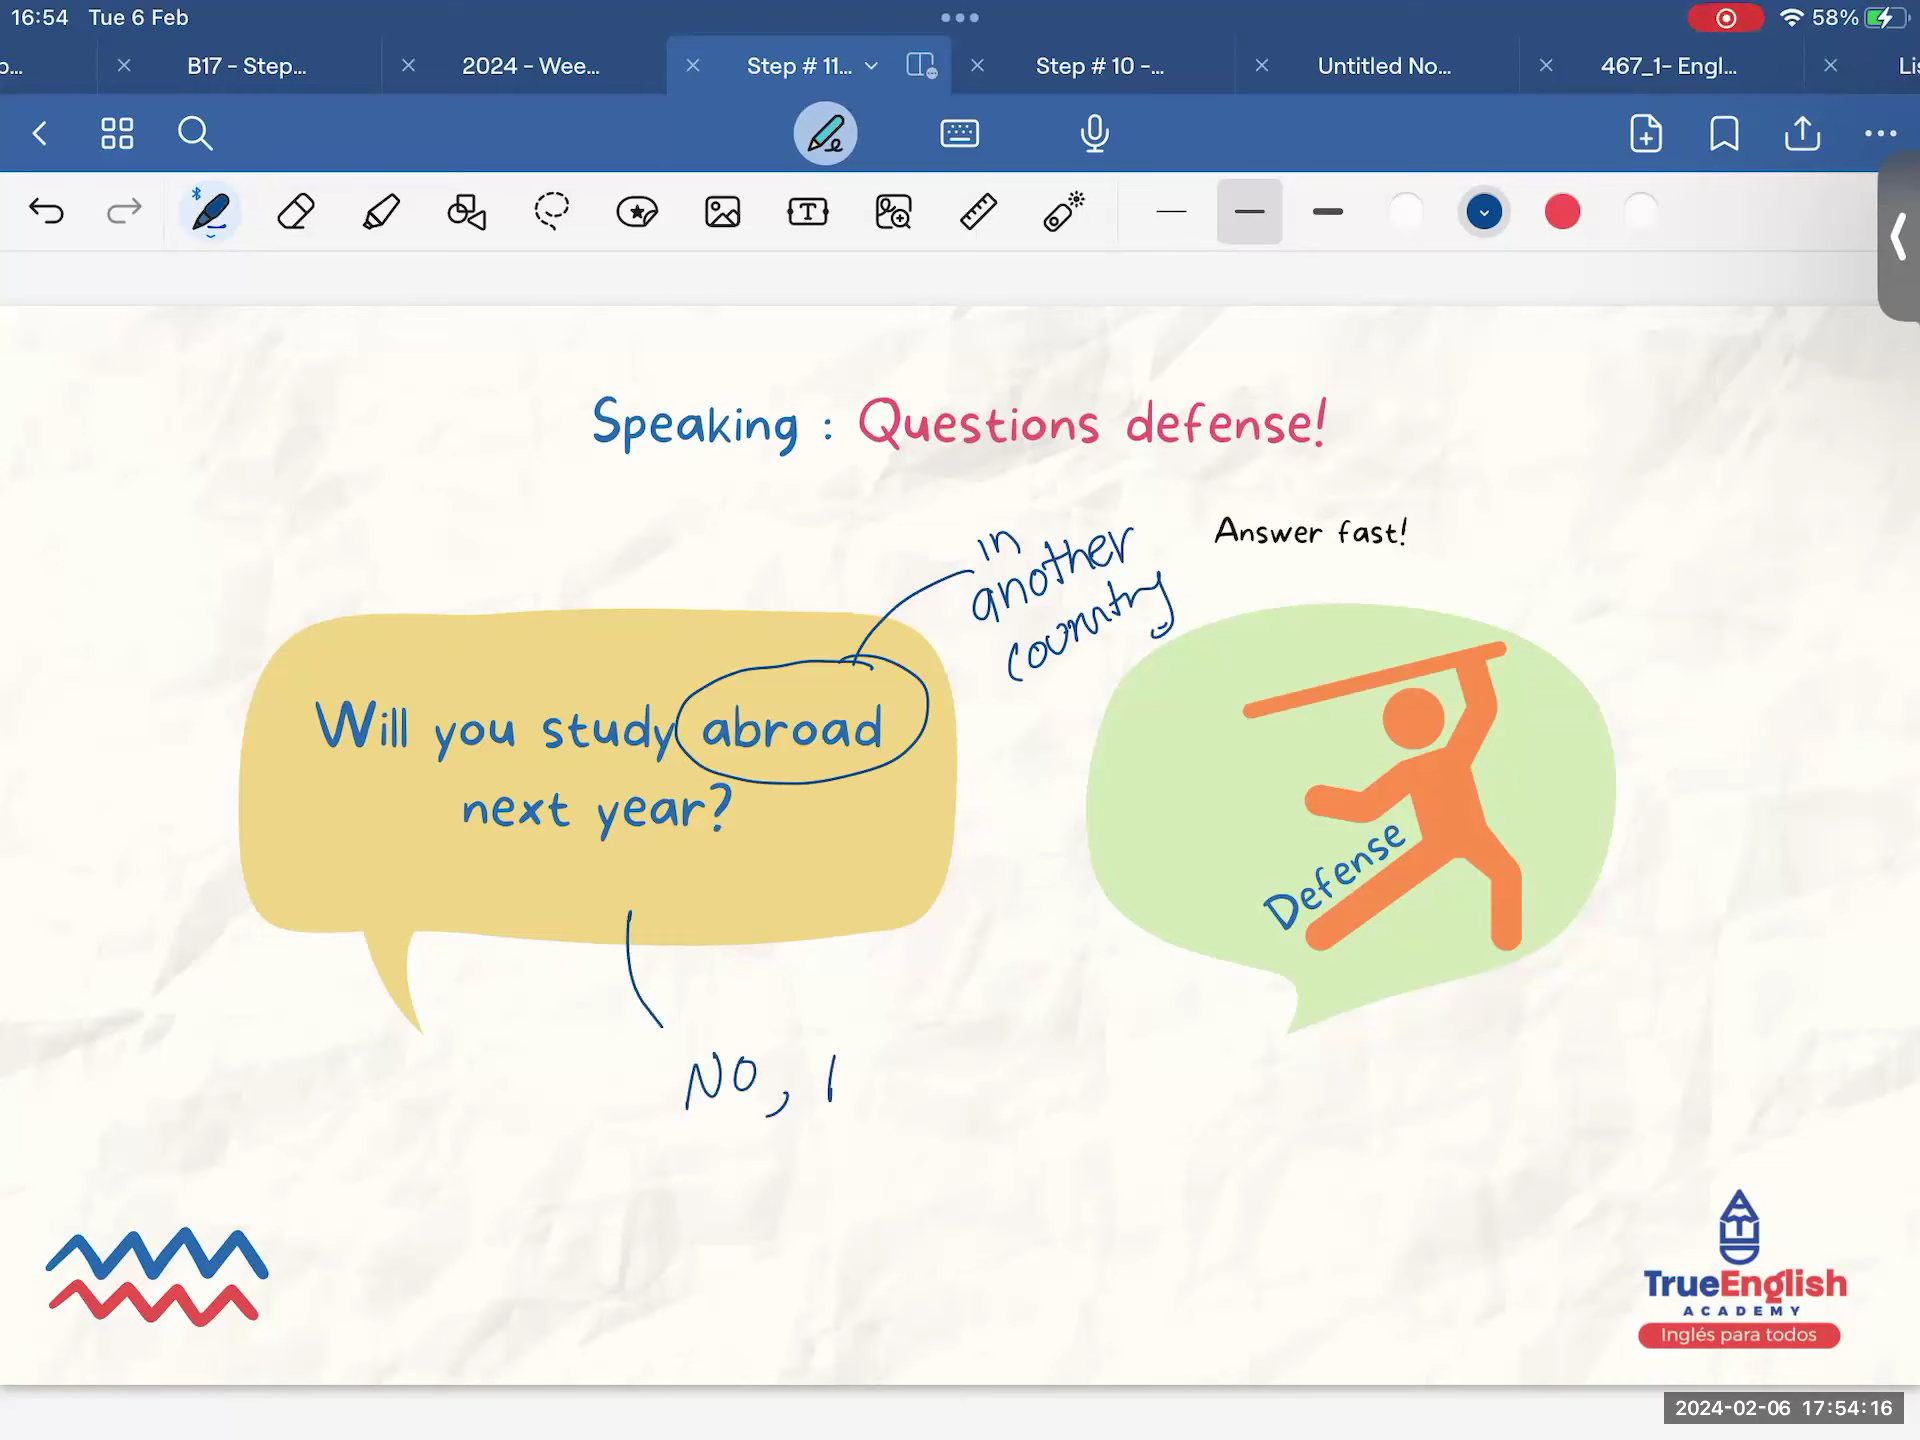 16:54 Tue 6 Feb
58%
B17 - Step...
2024 - Wee...
Step # 11...
Step # 10 -...
Untitled No...
467_1- Engl...
Speaking : Questions defense!
Answer fast!
in
another
country
Will you study abroad
next year?
Defense
NO, I
TrueEnglish
ACADEMY
Inglés para todos
2024-02-06 17:54:16